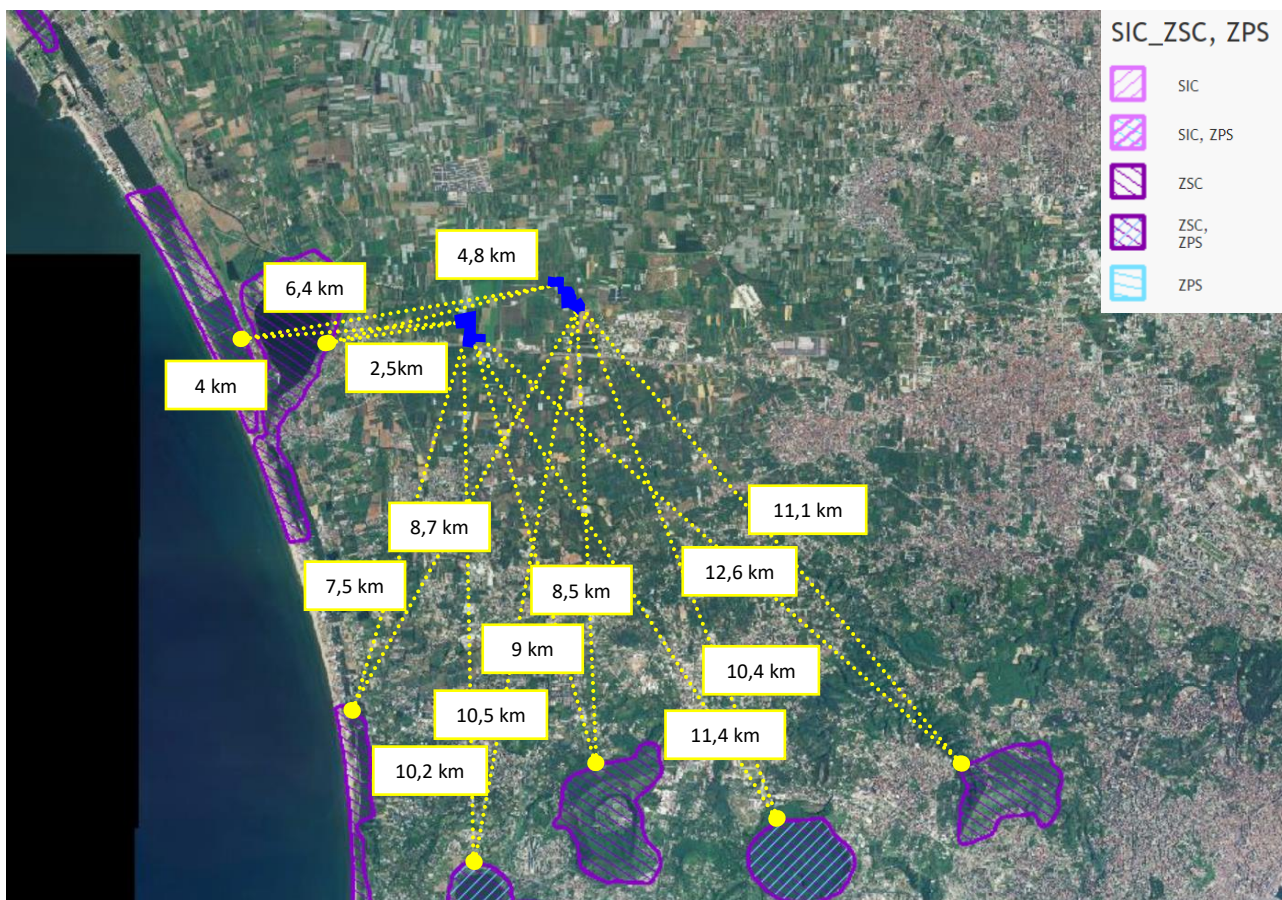 SIC_ZSC, ZPS
SIC
SIC, ZPS
ZSC
ZSC,
ZPS
ZPS
4,8 km
6,4 km
2,5km
4 km
11,1 km
8,7 km
12,6 km
7,5 km
8,5 km
9 km
10,4 km
10,5 km
11,4 km
10,2 km